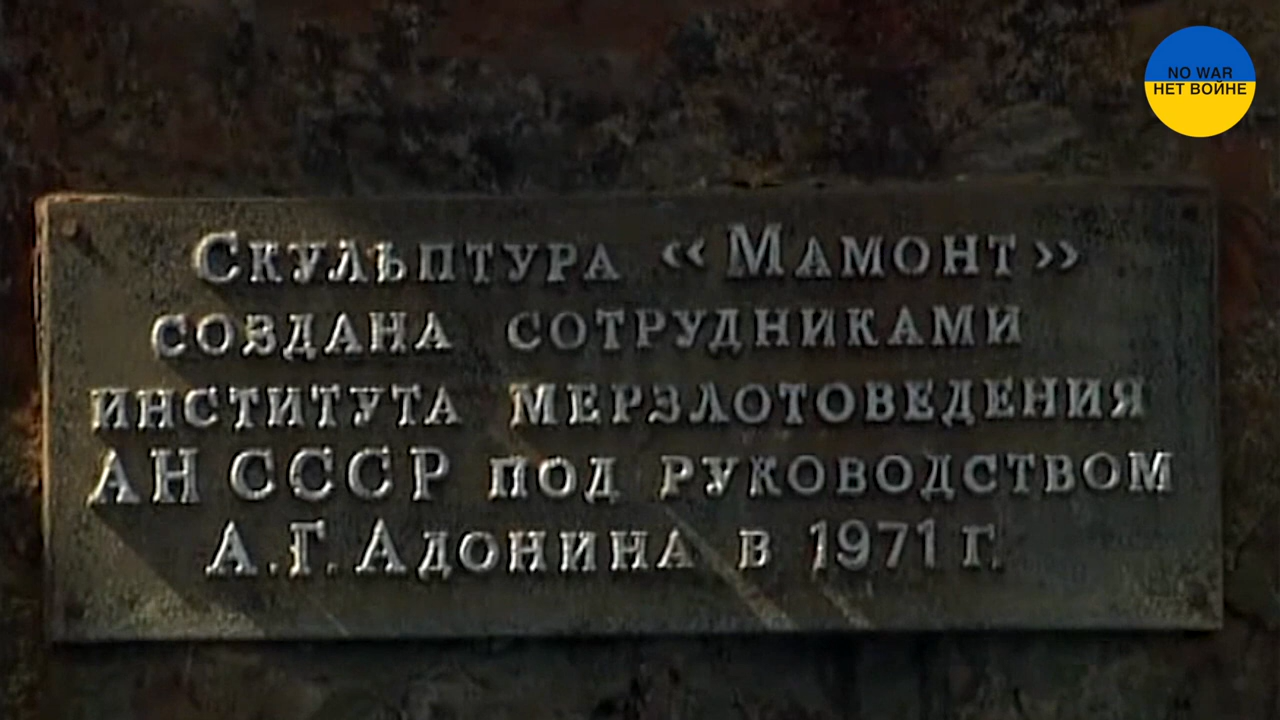 NO WAR
НЕТ ВОЙНЕ
Скульптура «Мамонт»
создана сотрудниками
института мерзлотоведения
АН СССР под руководством
А.Г. Адонина в 1971 г.